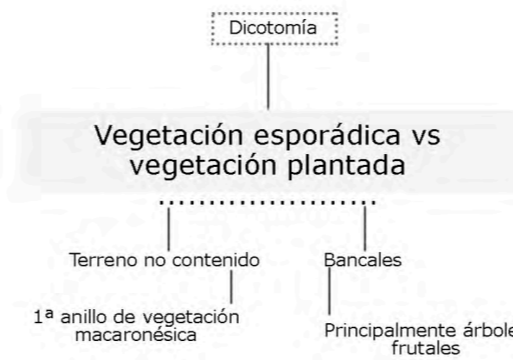 Dicotomía
Vegetación esporádica vs
vegetación plantada
Terreno no contenido
Bancales
1ª anillo de vegetación
macaronésica
Principalmente árbole
frutales